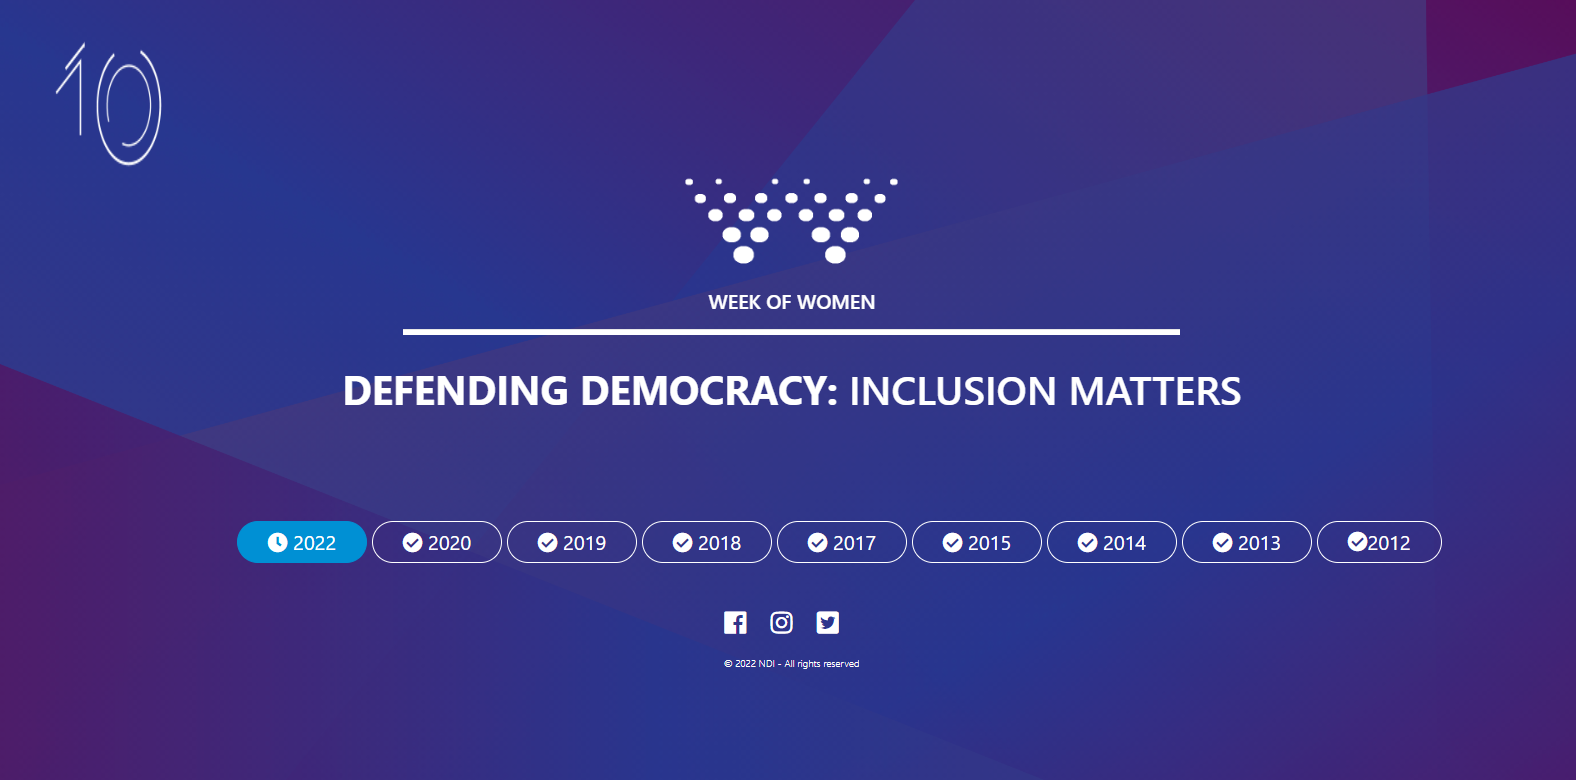 10
WEEK OF WOMEN
DEFENDING DEMOCRACY: INCLUSION MATTERS
2022 2020 2019 2018 2017 2015 2014 2013 2012
© 2022 NDI - All rights reserved